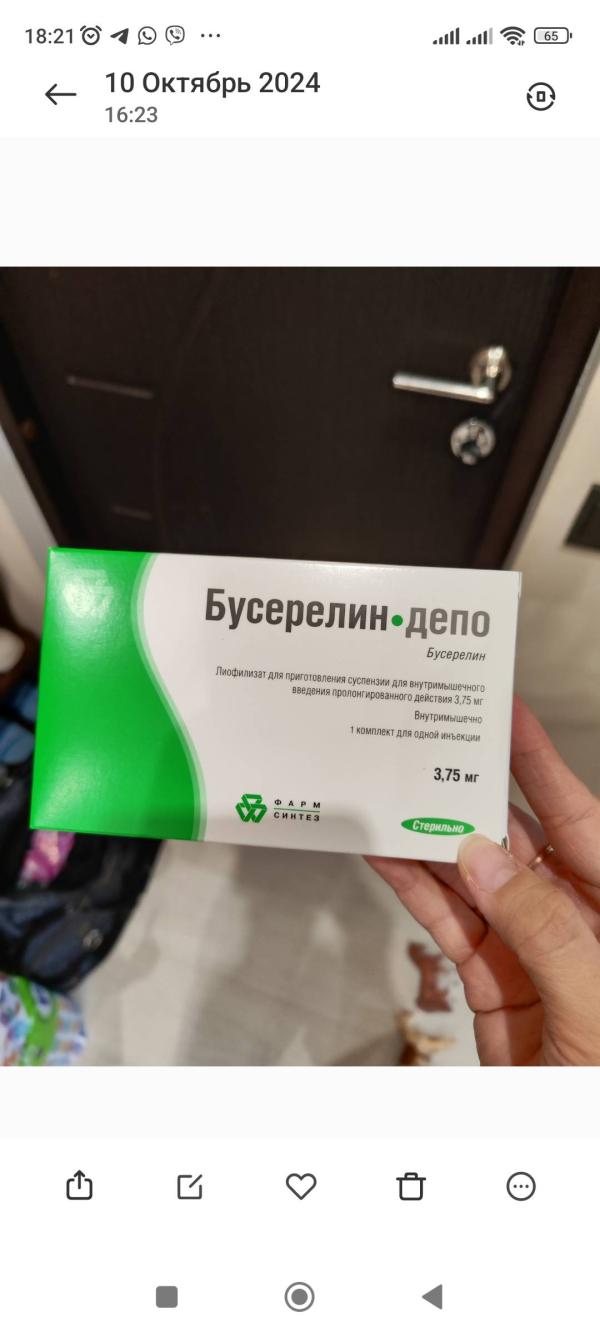 18:21
65
10 Октябрь 2024
16:23
Бусерелин•депо
Бусерелин
Лиофилизат для приготовления суспензии для внутримышечного
введения пролонгированного действия 3,75 мг
Внутримышечно
1 комплект для одной инъекции
3,75 мг
ФАРМ
СИНТЕЗ
Стерильно